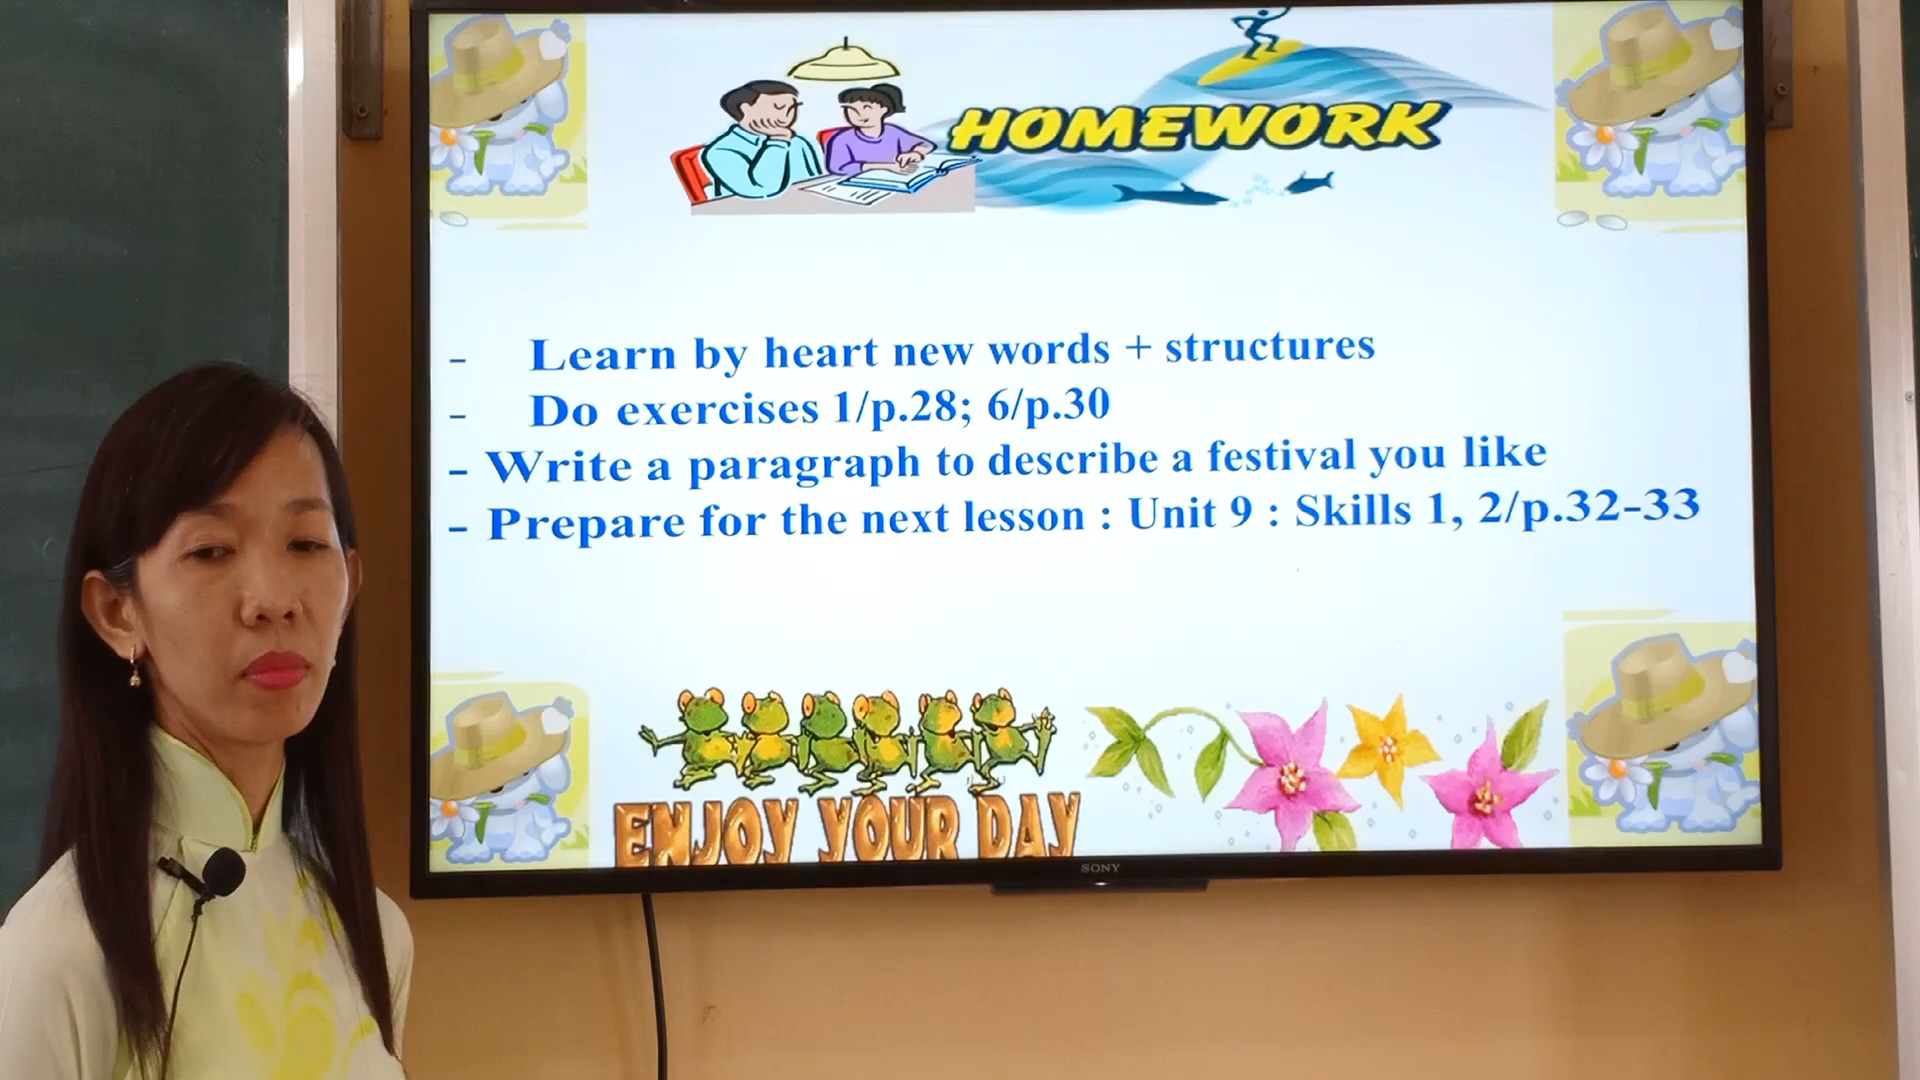 HOMEWORK
- Learn by heart new words + structures
- Do exercises 1/p.28; 6/p.30
- Write a paragraph to describe a festival you like
- Prepare for the next lesson : Unit 9 : Skills 1, 2/p.32-33
ENJOY YOUR DAY
SONY